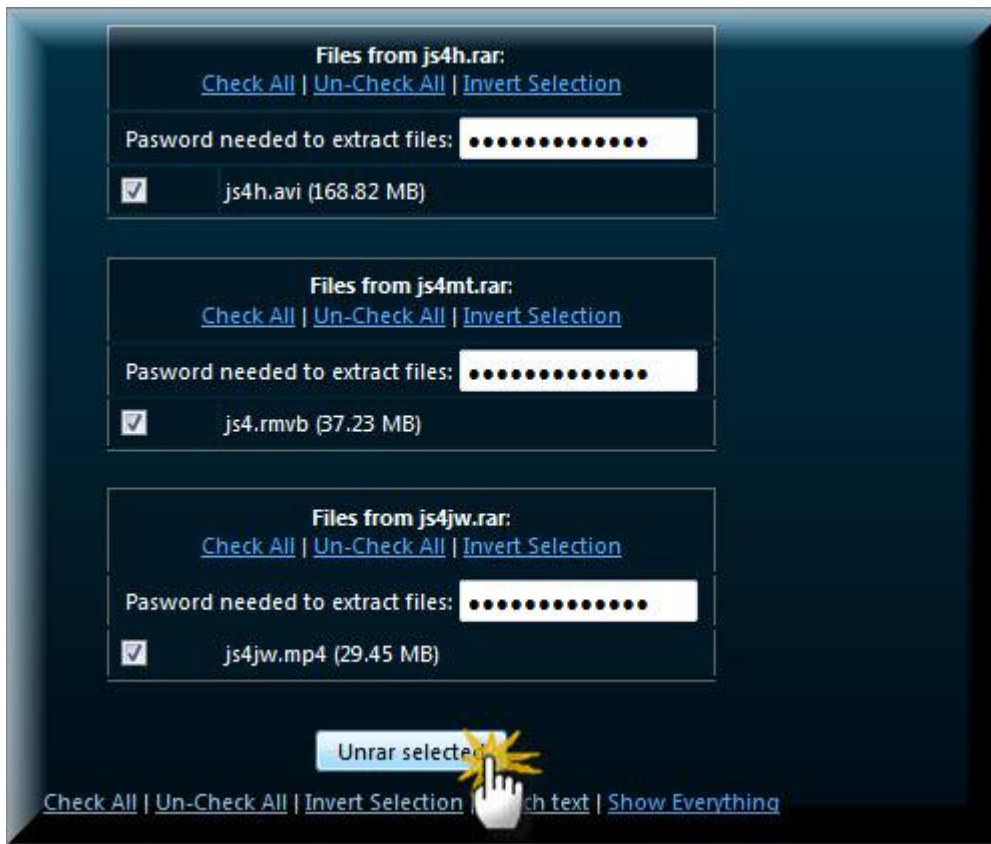 Files from js4h.rar:
Check All | Un-Check All | Invert Selection
Pasword needed to extract files: ●●●●●●●●●●●●●
js4h.avi (168.82 MB)
Files from js4mt.rar:
Check All | Un-Check All | Invert Selection
Pasword needed to extract files: ●●●●●●●●●●●●●
js4.rmvb (37.23 MB)
Files from js4jw.rar:
Check All | Un-Check All | Invert Selection
Pasword needed to extract files: ●●●●●●●●●●●●●
js4jw.mp4 (29.45 MB)
Unrar selected
Check All | Un-Check All | Invert Selection | text | Show Everything